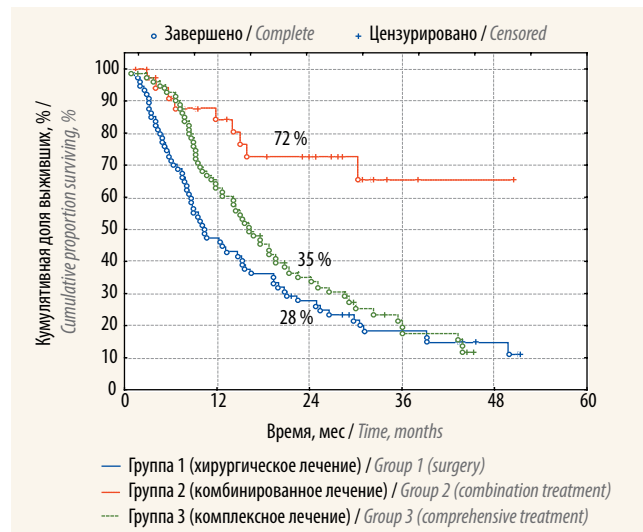 Завершено / Complete Цензурировано / Censored
Кумулятивная доля выживших, % /
Cumulative proportion surviving, %
100
90
80
70
60
50
40
30
20
10
0
72 %
35 %
28 %
0 12 24 36 48 60
Время, мес / Time, months
Группа 1 (хирургическое лечение) / Group 1 (surgery)
Группа 2 (комбинированное лечение) / Group 2 (combination treatment)
Группа 3 (комплексное лечение) / Group 3 (comprehensive treatment)